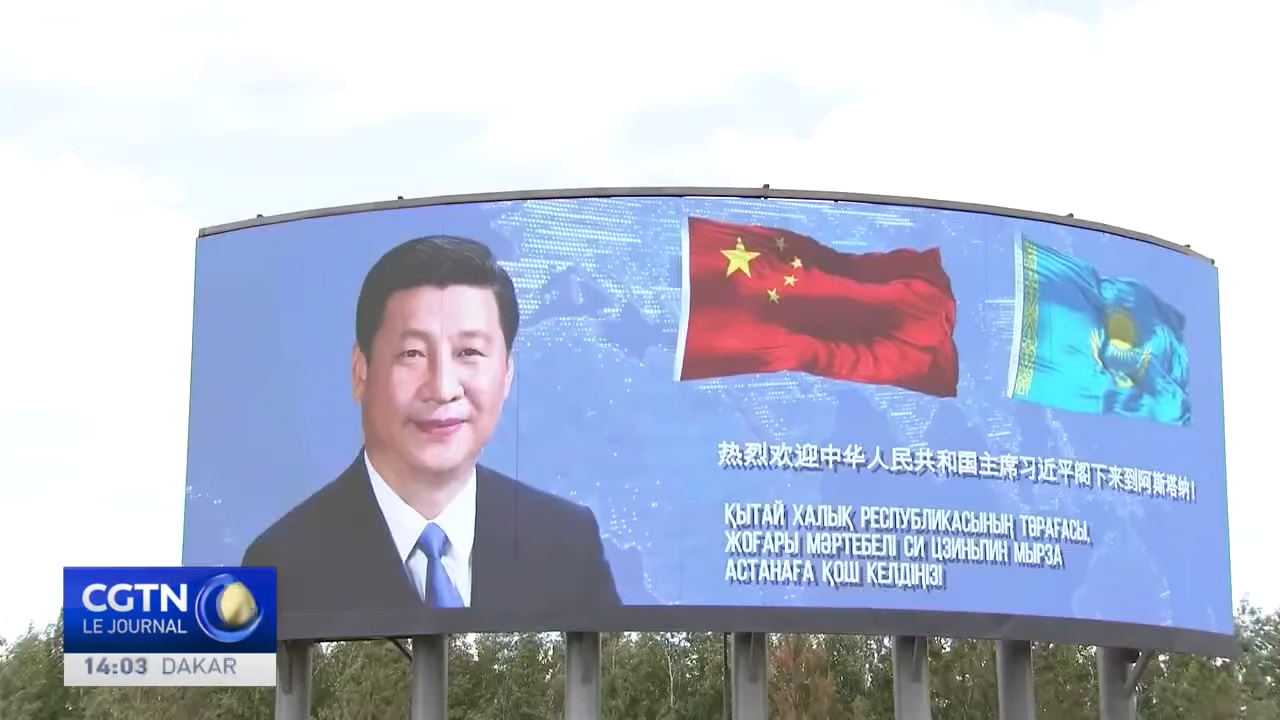 热烈欢迎中华人民共和国主席习近平阁下来到阿斯塔纳!
ҚЫТАЙ ХАЛЫҚ РЕСПУБЛИКАСЫНЫҢ ТӨРАҒАСЫ,
ЖОҒАРЫ МӘРТЕБЕЛІ СИ ЦЗИНЬПИН МЫРЗА
АСТАНАҒА ҚОШ КЕЛДІҢІЗ!
CGTN
LE JOURNAL
14:03 DAKAR